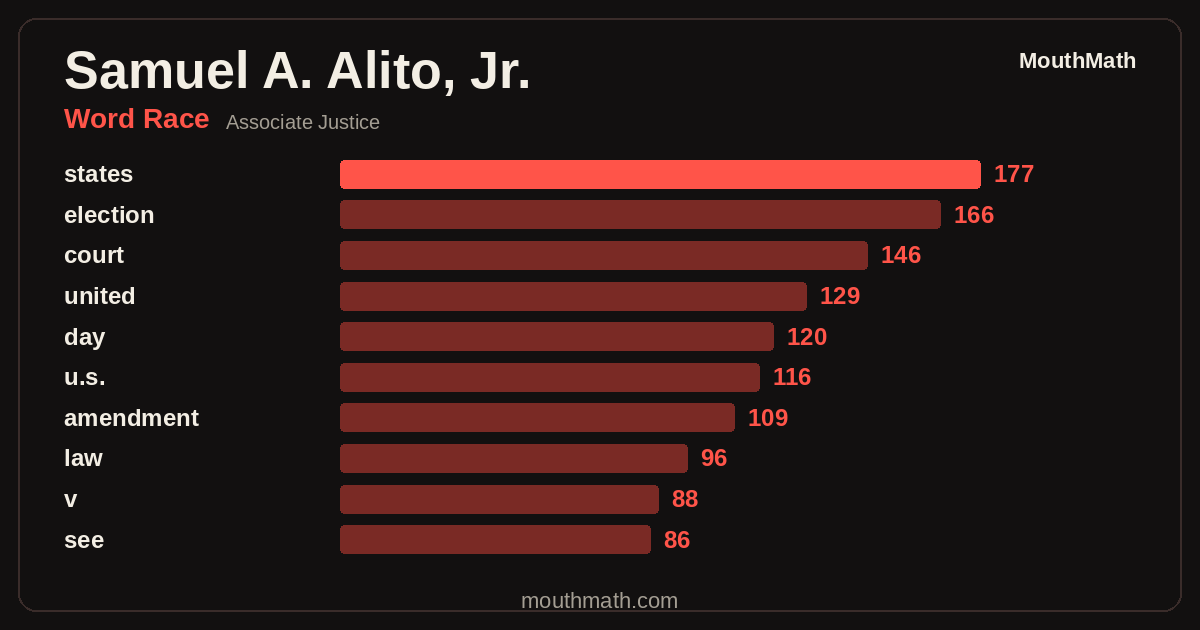 Samuel A. Alito, Jr.
MouthMath
Word Race Associate Justice
states 177
election 166
court 146
united 129
day 120
u.s. 116
amendment 109
law 96
v 88
see 86
mouthmath.com